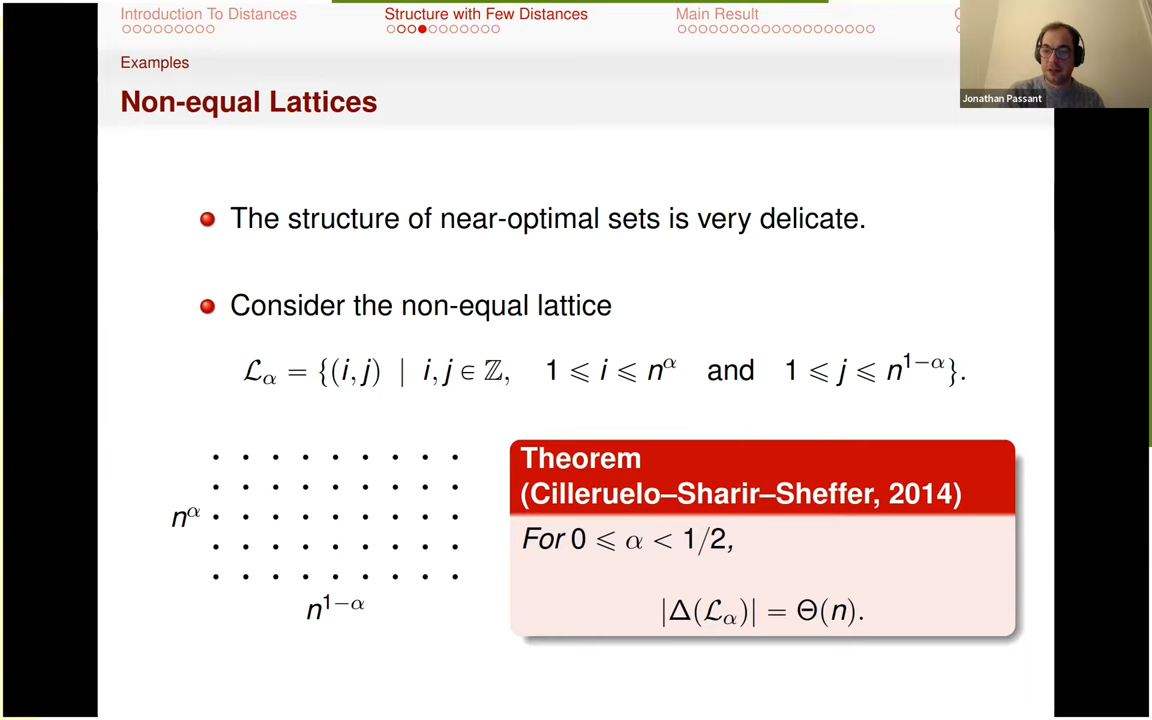 Introduction To Distances
Structure with Few Distances
Main Result
Examples
Non-equal Lattices
Jonathan Passant
The structure of near-optimal sets is very delicate.
Consider the non-equal lattice
ℒα = {(i, j) | i, j ∈ ℤ, 1 ⩽ i ⩽ n^α and 1 ⩽ j ⩽ n^{1−α}}.
n^α
n^{1−α}
Theorem
(Cilleruelo–Sharir–Sheffer, 2014)
For 0 ⩽ α < 1/2,
|Δ(ℒα)| = Θ(n).